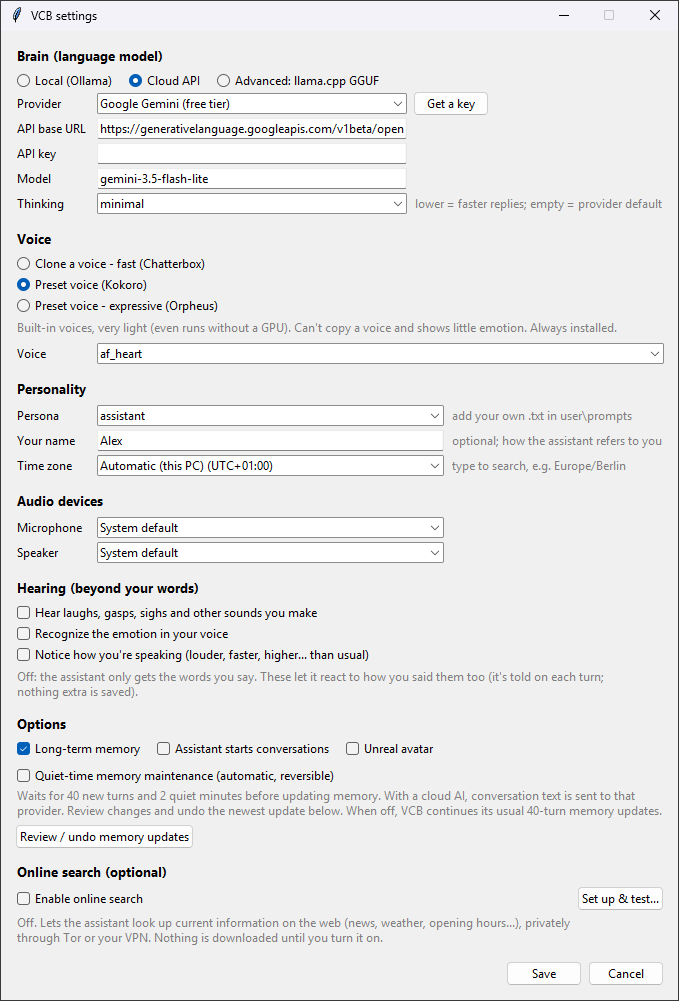 VCB settings
Brain (language model)
Local (Ollama) Cloud API Advanced: llama.cpp GGUF
Provider Google Gemini (free tier) Get a key
API base URL https://generativelanguage.googleapis.com/v1beta/open
API key
Model gemini-3.5-flash-lite
Thinking minimal lower = faster replies; empty = provider default
Voice
Clone a voice - fast (Chatterbox)
Preset voice (Kokoro)
Preset voice - expressive (Orpheus)
Built-in voices, very light (even runs without a GPU). Can't copy a voice and shows little emotion. Always installed.
Voice af_heart
Personality
Persona assistant add your own .txt in user\prompts
Your name Alex optional; how the assistant refers to you
Time zone Automatic (this PC) (UTC+01:00) type to search, e.g. Europe/Berlin
Audio devices
Microphone System default
Speaker System default
Hearing (beyond your words)
Hear laughs, gasps, sighs and other sounds you make
Recognize the emotion in your voice
Notice how you're speaking (louder, faster, higher... than usual)
Off: the assistant only gets the words you say. These let it react to how you said them too (it's told on each turn;
nothing extra is saved).
Options
Long-term memory Assistant starts conversations Unreal avatar
Quiet-time memory maintenance (automatic, reversible)
Waits for 40 new turns and 2 quiet minutes before updating memory. With a cloud AI, conversation text is sent to that
provider. Review changes and undo the newest update below. When off, VCB continues its usual 40-turn memory updates.
Review / undo memory updates
Online search (optional)
Enable online search Set up & test...
Off. Lets the assistant look up current information on the web (news, weather, opening hours...), privately
through Tor or your VPN. Nothing is downloaded until you turn it on.
Save Cancel